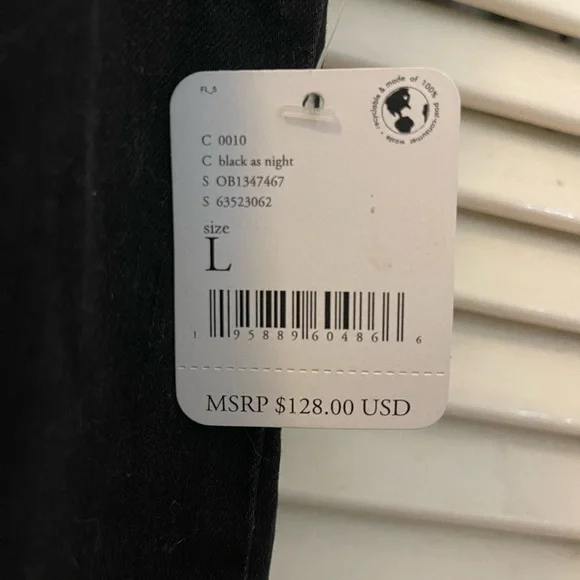 FL_8
recyclable & made of 100% post-consumer waste •
C 0010
C black as night
S OB1347467
S 63523062
size
L
1 95889 60486 6
MSRP $128.00 USD